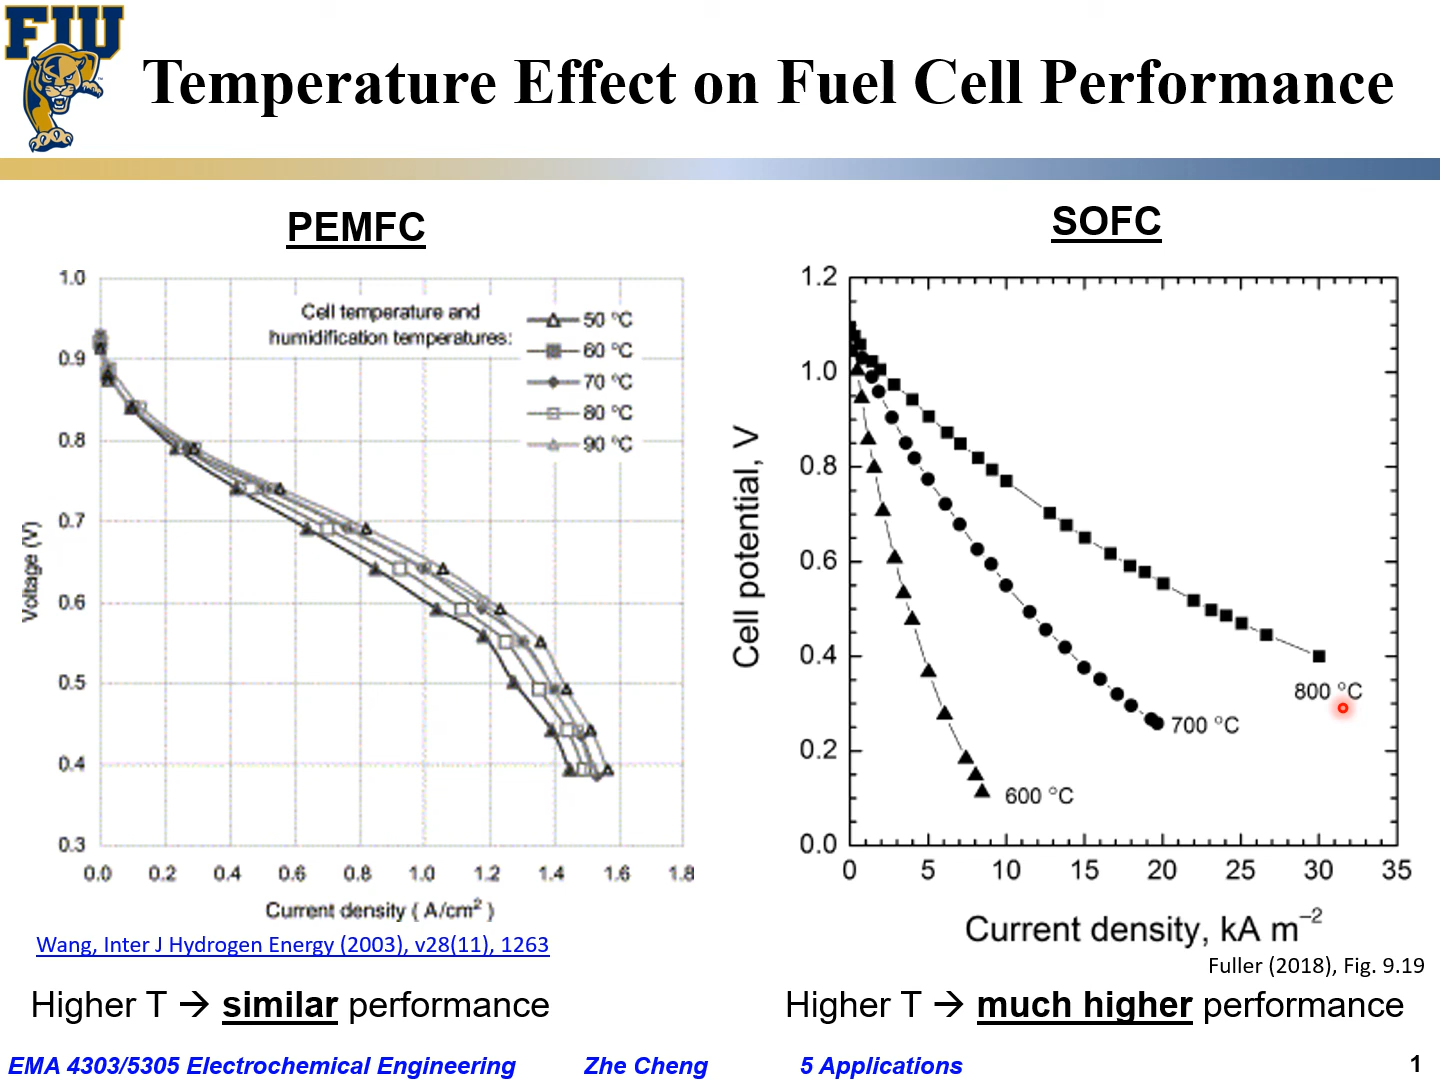 FIU
Temperature Effect on Fuel Cell Performance
PEMFC
1.0
0.9
0.8
0.7
0.6
0.5
0.4
0.3
Voltage (V)
Cell temperature and
humidification temperatures:
50 °C
60 °C
70 °C
80 °C
90 °C
0.0 0.2 0.4 0.6 0.8 1.0 1.2 1.4 1.6 1.8
Current density ( A/cm² )
Wang, Inter J Hydrogen Energy (2003), v28(11), 1263
Higher T → similar performance
SOFC
1.2
1.0
0.8
0.6
0.4
0.2
0.0
Cell potential, V
800 °C
700 °C
600 °C
0 5 10 15 20 25 30 35
Current density, kA m⁻²
Fuller (2018), Fig. 9.19
Higher T → much higher performance
EMA 4303/5305 Electrochemical Engineering Zhe Cheng 5 Applications 1